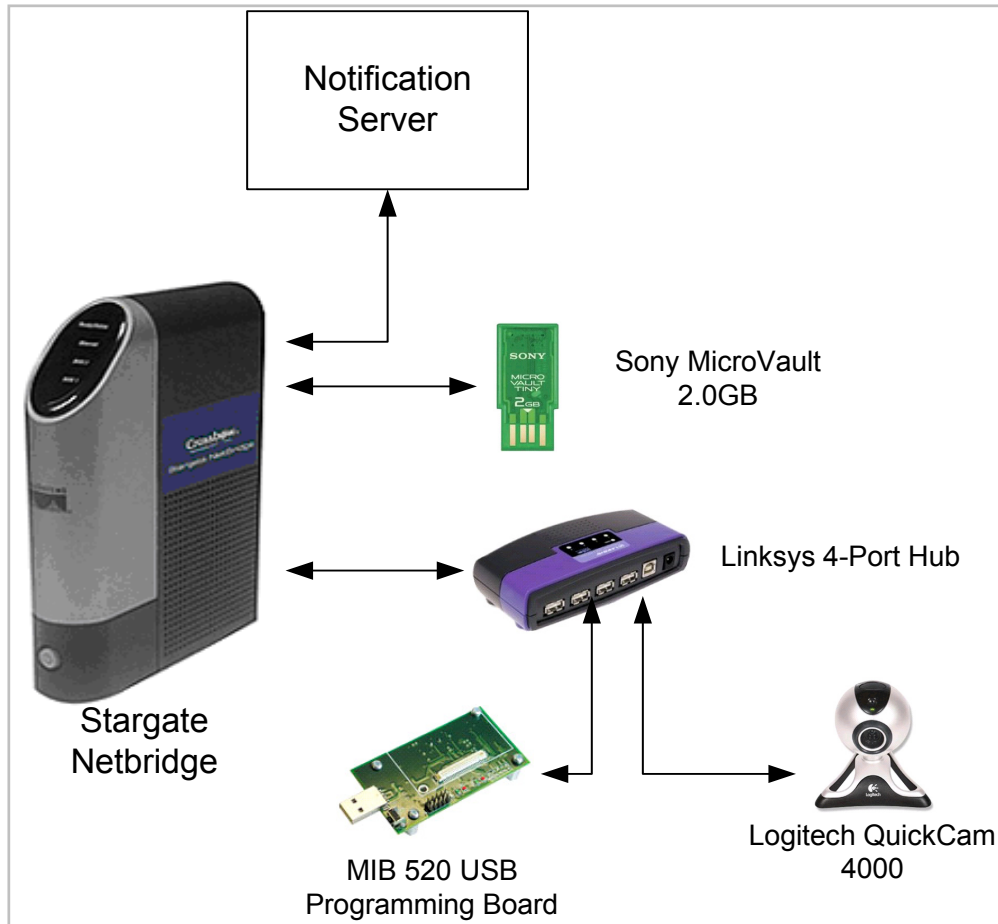 Notification
Server
Crossbow
Stargate NetBridge
SONY
MICRO
VAULT
TINY
2GB
Sony MicroVault
2.0GB
Linksys 4-Port Hub
Stargate
Netbridge
MIB 520 USB
Programming Board
Logitech
Logitech QuickCam
4000